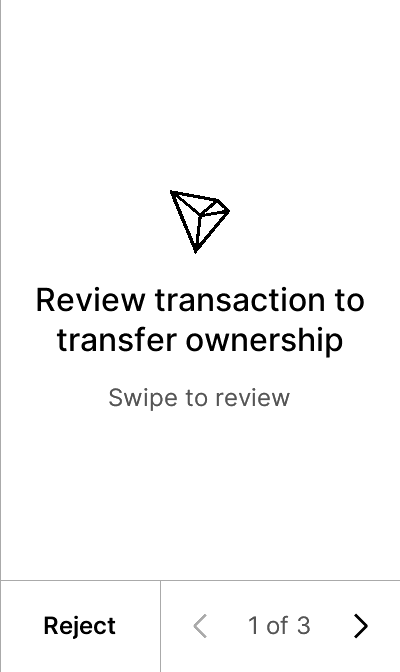 Review transaction to
transfer ownership
Swipe to review
Reject
1 of 3